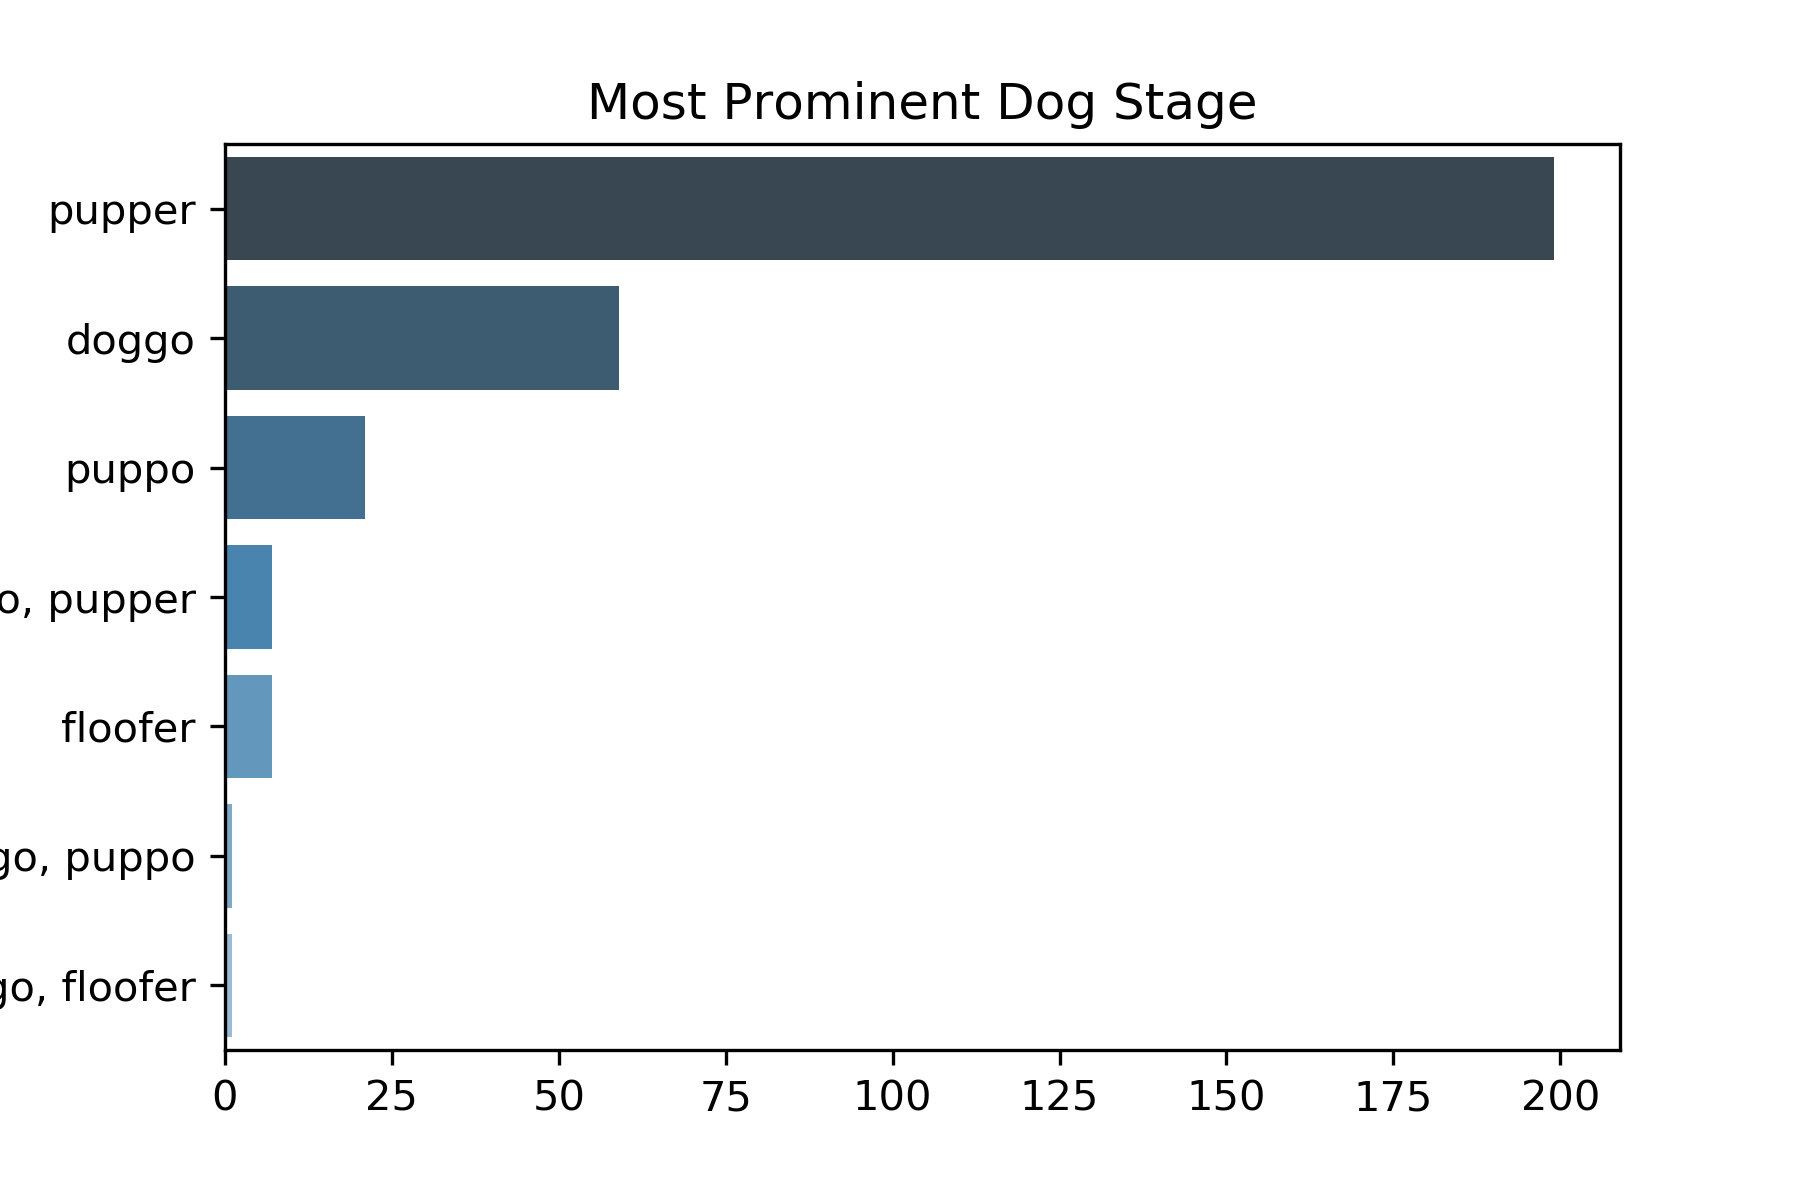 Most Prominent Dog Stage
pupper
doggo
puppo
o, pupper
floofer
go, puppo
go, floofer
0 25 50 75 100 125 150 175 200